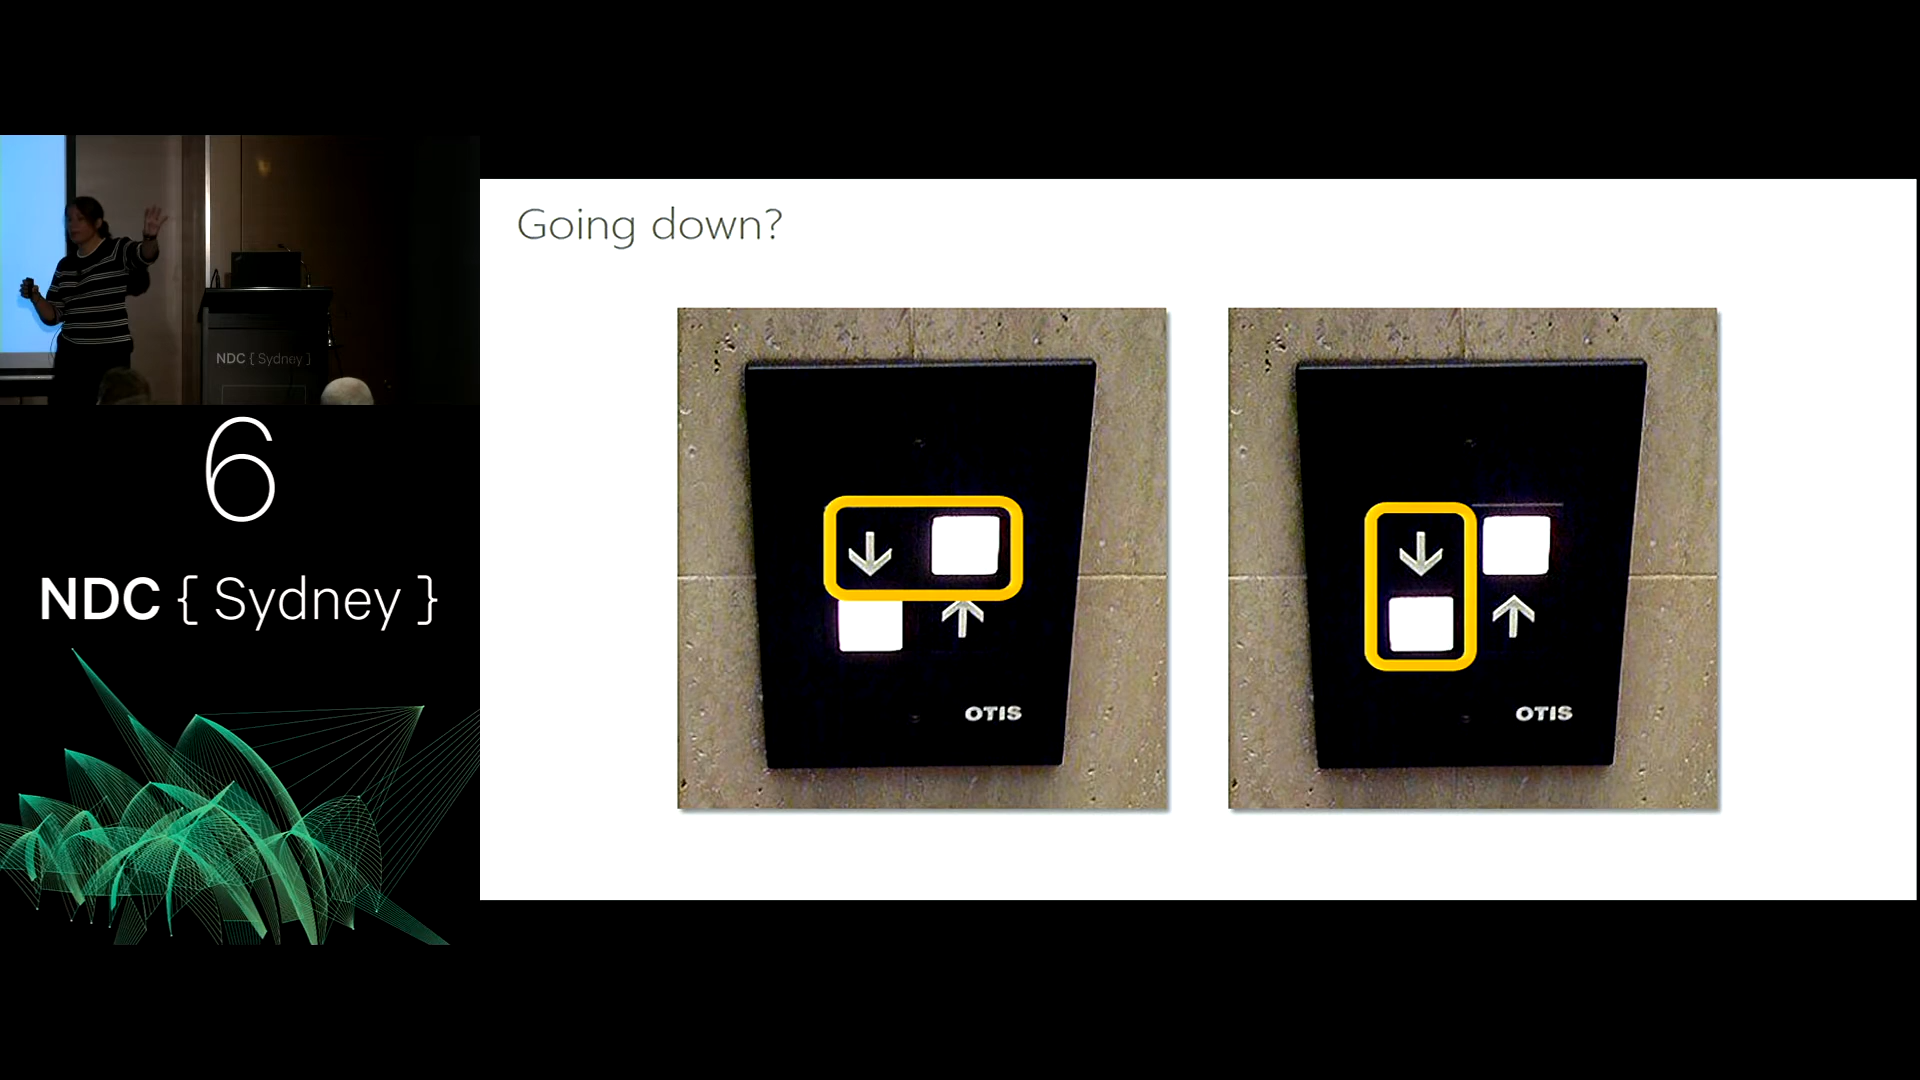 Going down?
NDC { Sydney }
6
NDC { Sydney }
OTIS
OTIS